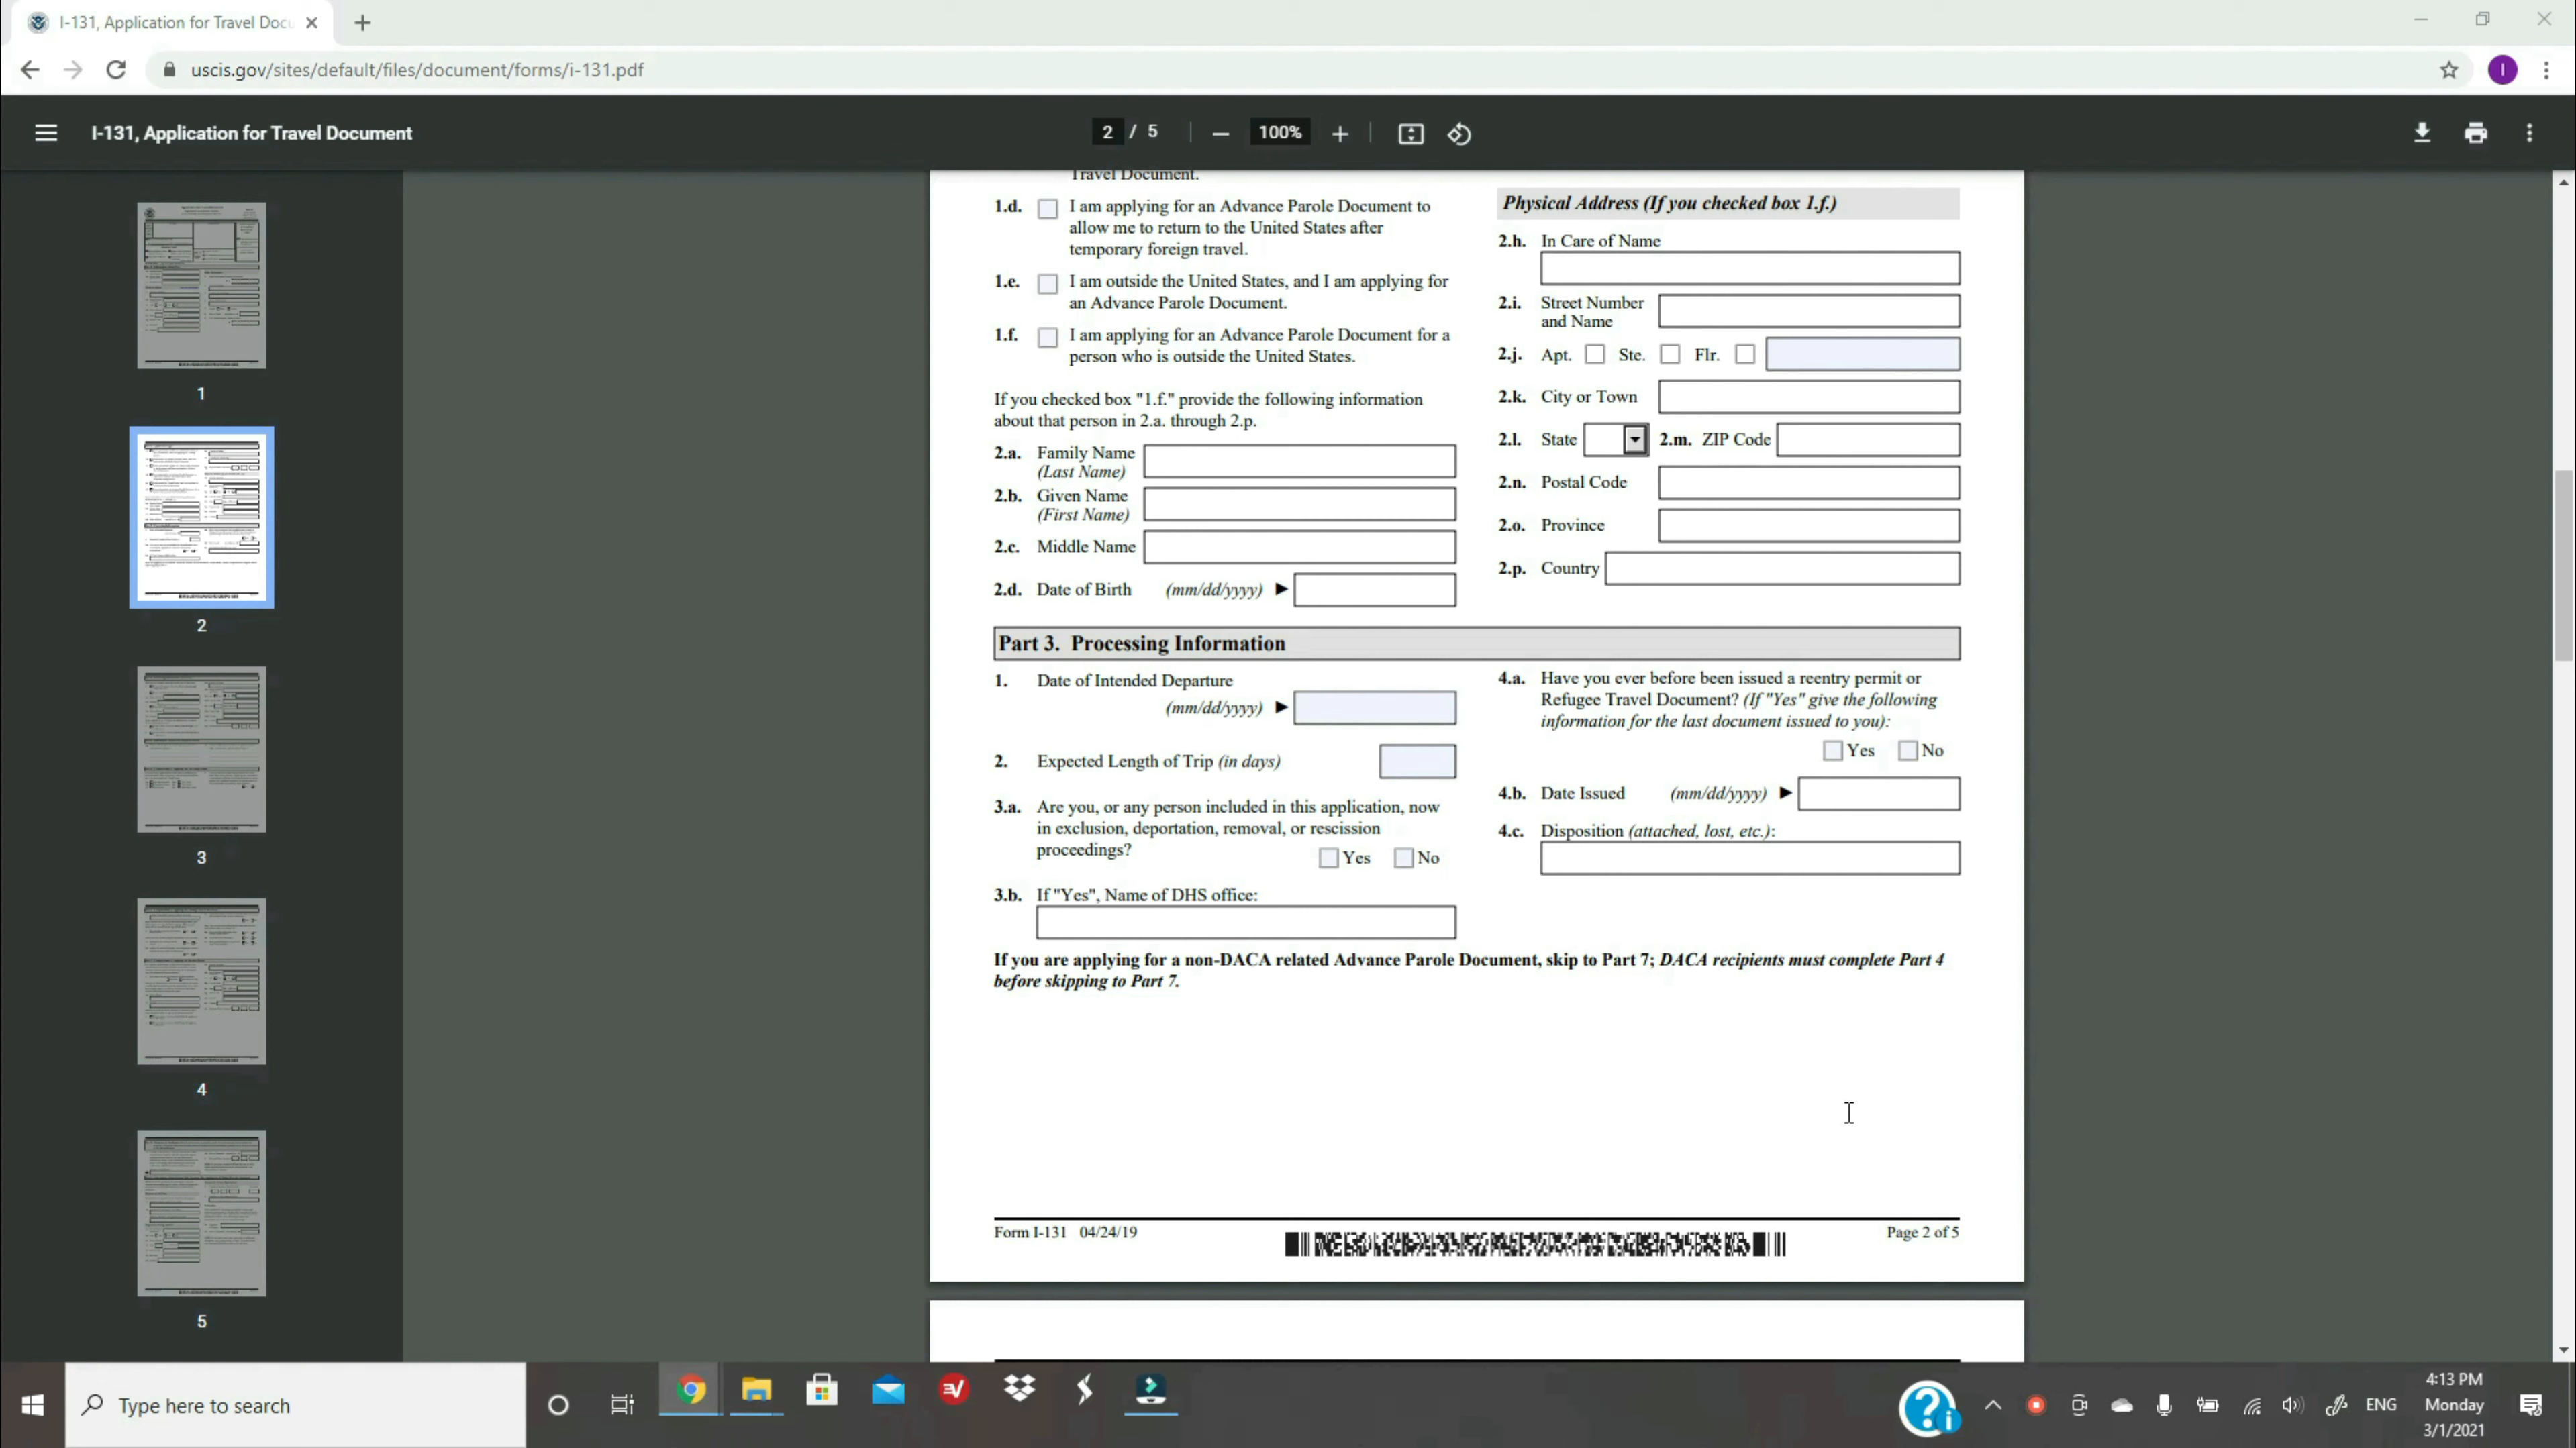 I-131, Application for Travel Docu
uscis.gov/sites/default/files/document/forms/i-131.pdf
I
I-131, Application for Travel Document
2 / 5
100%
1
2
3
4
5
Travel Document.
1.d. I am applying for an Advance Parole Document to
allow me to return to the United States after
temporary foreign travel.
1.e. I am outside the United States, and I am applying for
an Advance Parole Document.
1.f. I am applying for an Advance Parole Document for a
person who is outside the United States.
If you checked box "1.f." provide the following information
about that person in 2.a. through 2.p.
2.a. Family Name
(Last Name)
2.b. Given Name
(First Name)
2.c. Middle Name
2.d. Date of Birth (mm/dd/yyyy) ►
Physical Address (If you checked box 1.f.)
2.h. In Care of Name
2.i. Street Number
and Name
2.j. Apt. Ste. Flr.
2.k. City or Town
2.l. State 2.m. ZIP Code
2.n. Postal Code
2.o. Province
2.p. Country
Part 3. Processing Information
1. Date of Intended Departure
(mm/dd/yyyy) ►
2. Expected Length of Trip (in days)
3.a. Are you, or any person included in this application, now
in exclusion, deportation, removal, or rescission
proceedings? Yes No
3.b. If "Yes", Name of DHS office:
4.a. Have you ever before been issued a reentry permit or
Refugee Travel Document? (If "Yes" give the following
information for the last document issued to you):
Yes No
4.b. Date Issued (mm/dd/yyyy) ►
4.c. Disposition (attached, lost, etc.):
If you are applying for a non-DACA related Advance Parole Document, skip to Part 7; DACA recipients must complete Part 4
before skipping to Part 7.
Form I-131 04/24/19
Page 2 of 5
Type here to search
ENG
4:13 PM
Monday
3/1/2021